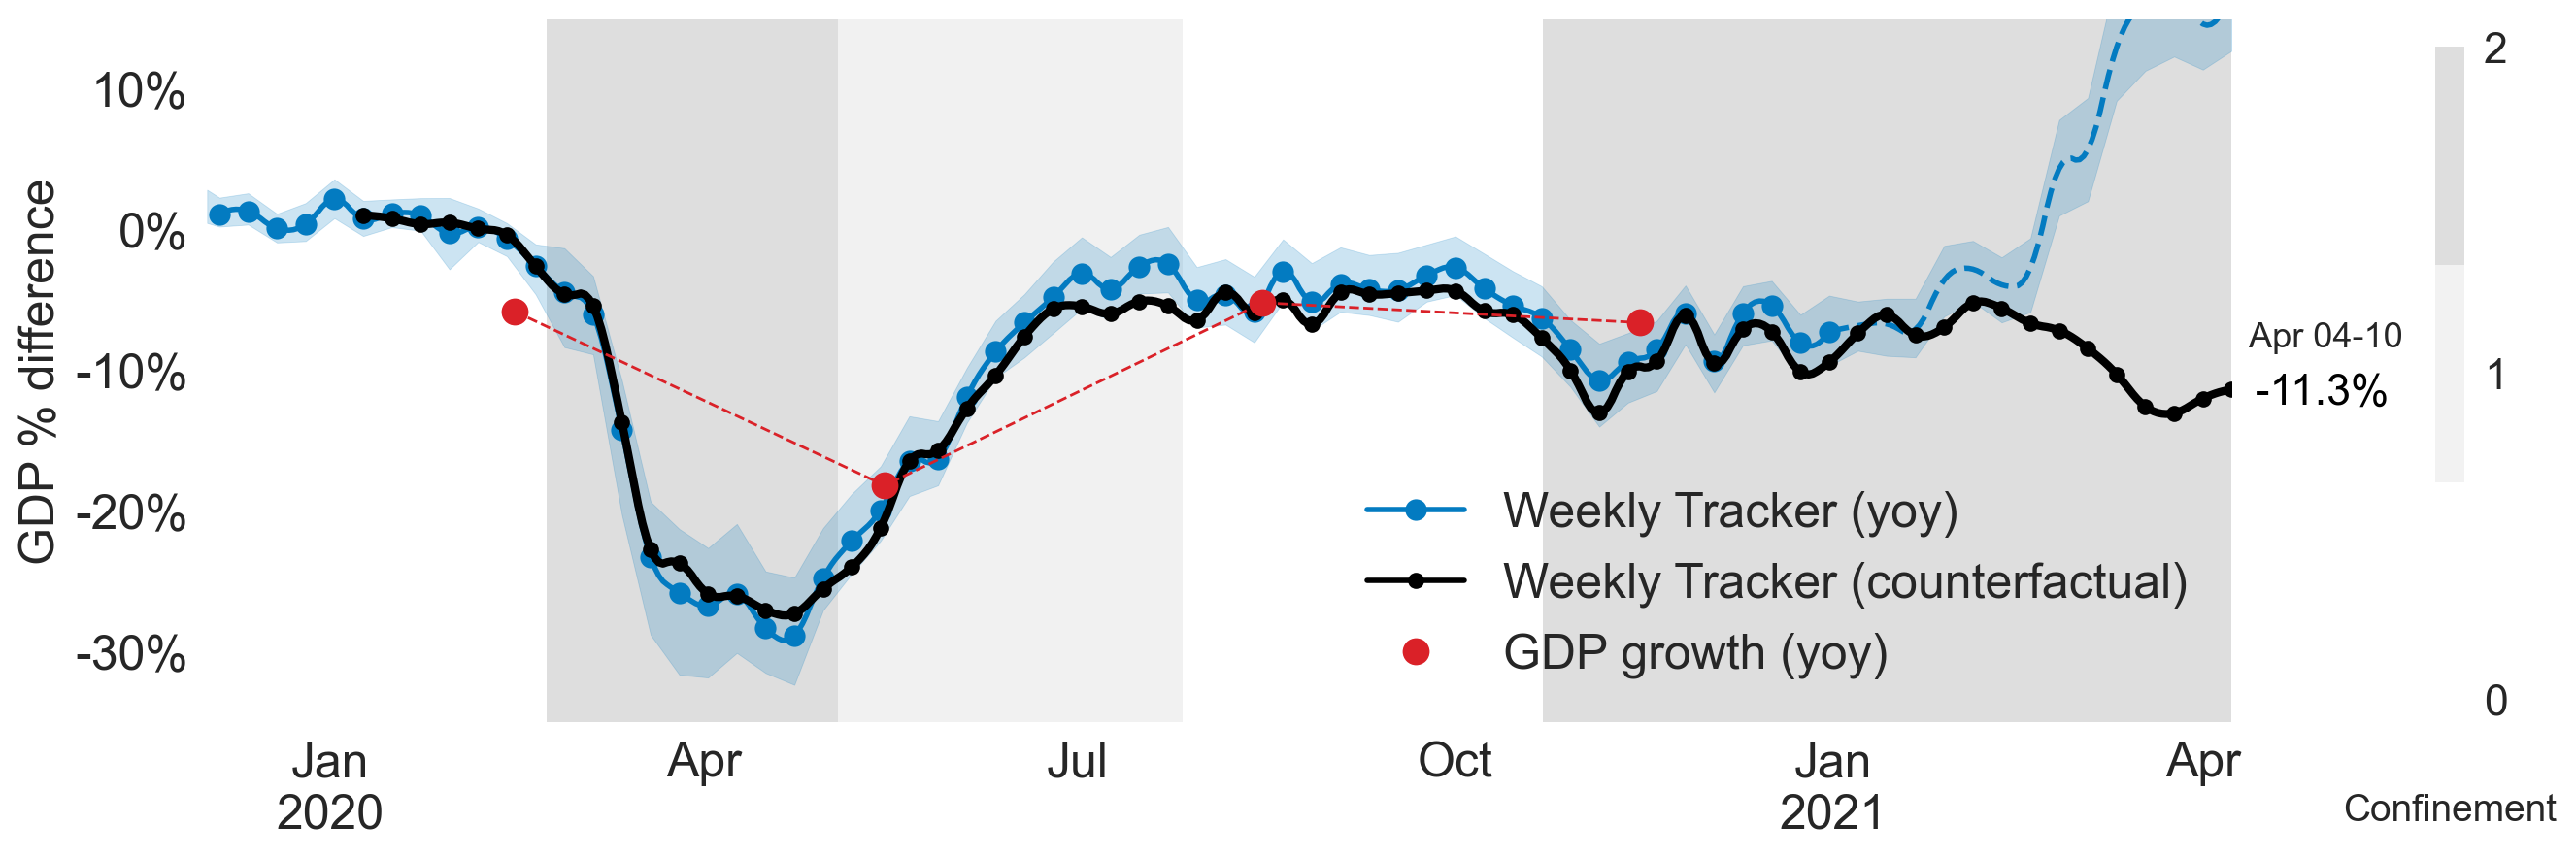 GDP % difference
10%
0%
-10%
-20%
-30%
Jan
2020
Apr
Jul
Oct
Jan
2021
Apr
Weekly Tracker (yoy)
Weekly Tracker (counterfactual)
GDP growth (yoy)
Apr 04-10
-11.3%
2
1
0
Confinement